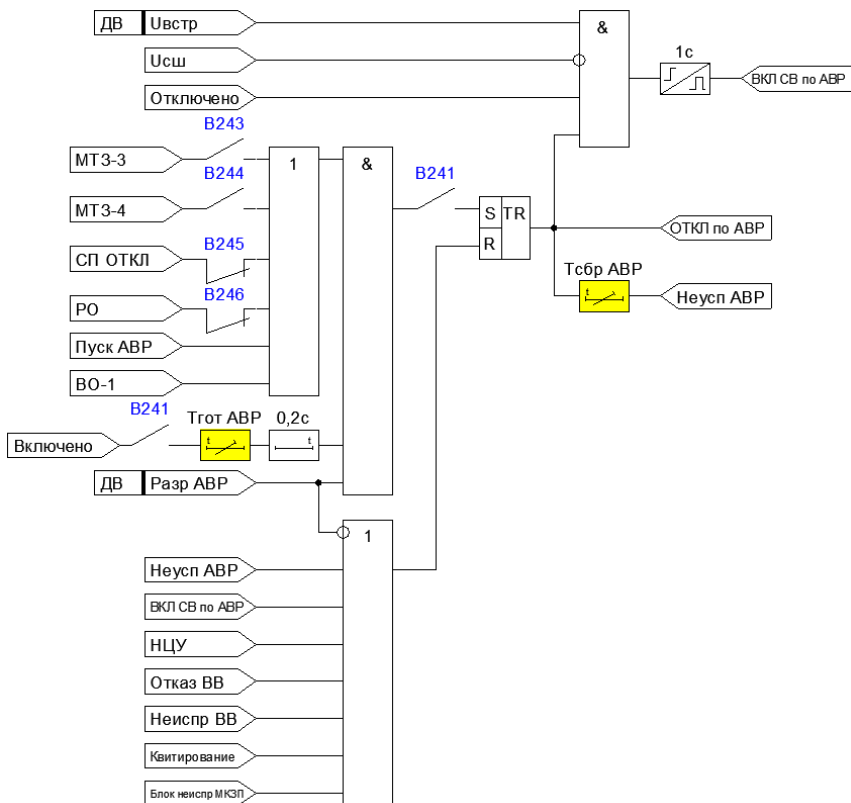 ДВ Uвстр
&
Uсш
1с
ВКЛ СВ по АВР
Отключено
B243
МТЗ-3
1
&
B244
B241
МТЗ-4
S TR
R
ОТКЛ по АВР
B245
СП ОТКЛ
Tсбр АВР
B246
t
Неусп АВР
РО
Пуск АВР
ВО-1
B241
Tгот АВР
0,2с
Включено
t
t
ДВ Разр АВР
1
Неусп АВР
ВКЛ СВ по АВР
НЦУ
Отказ ВВ
Неиспр ВВ
Квитирование
Блок неиспр МКЗП